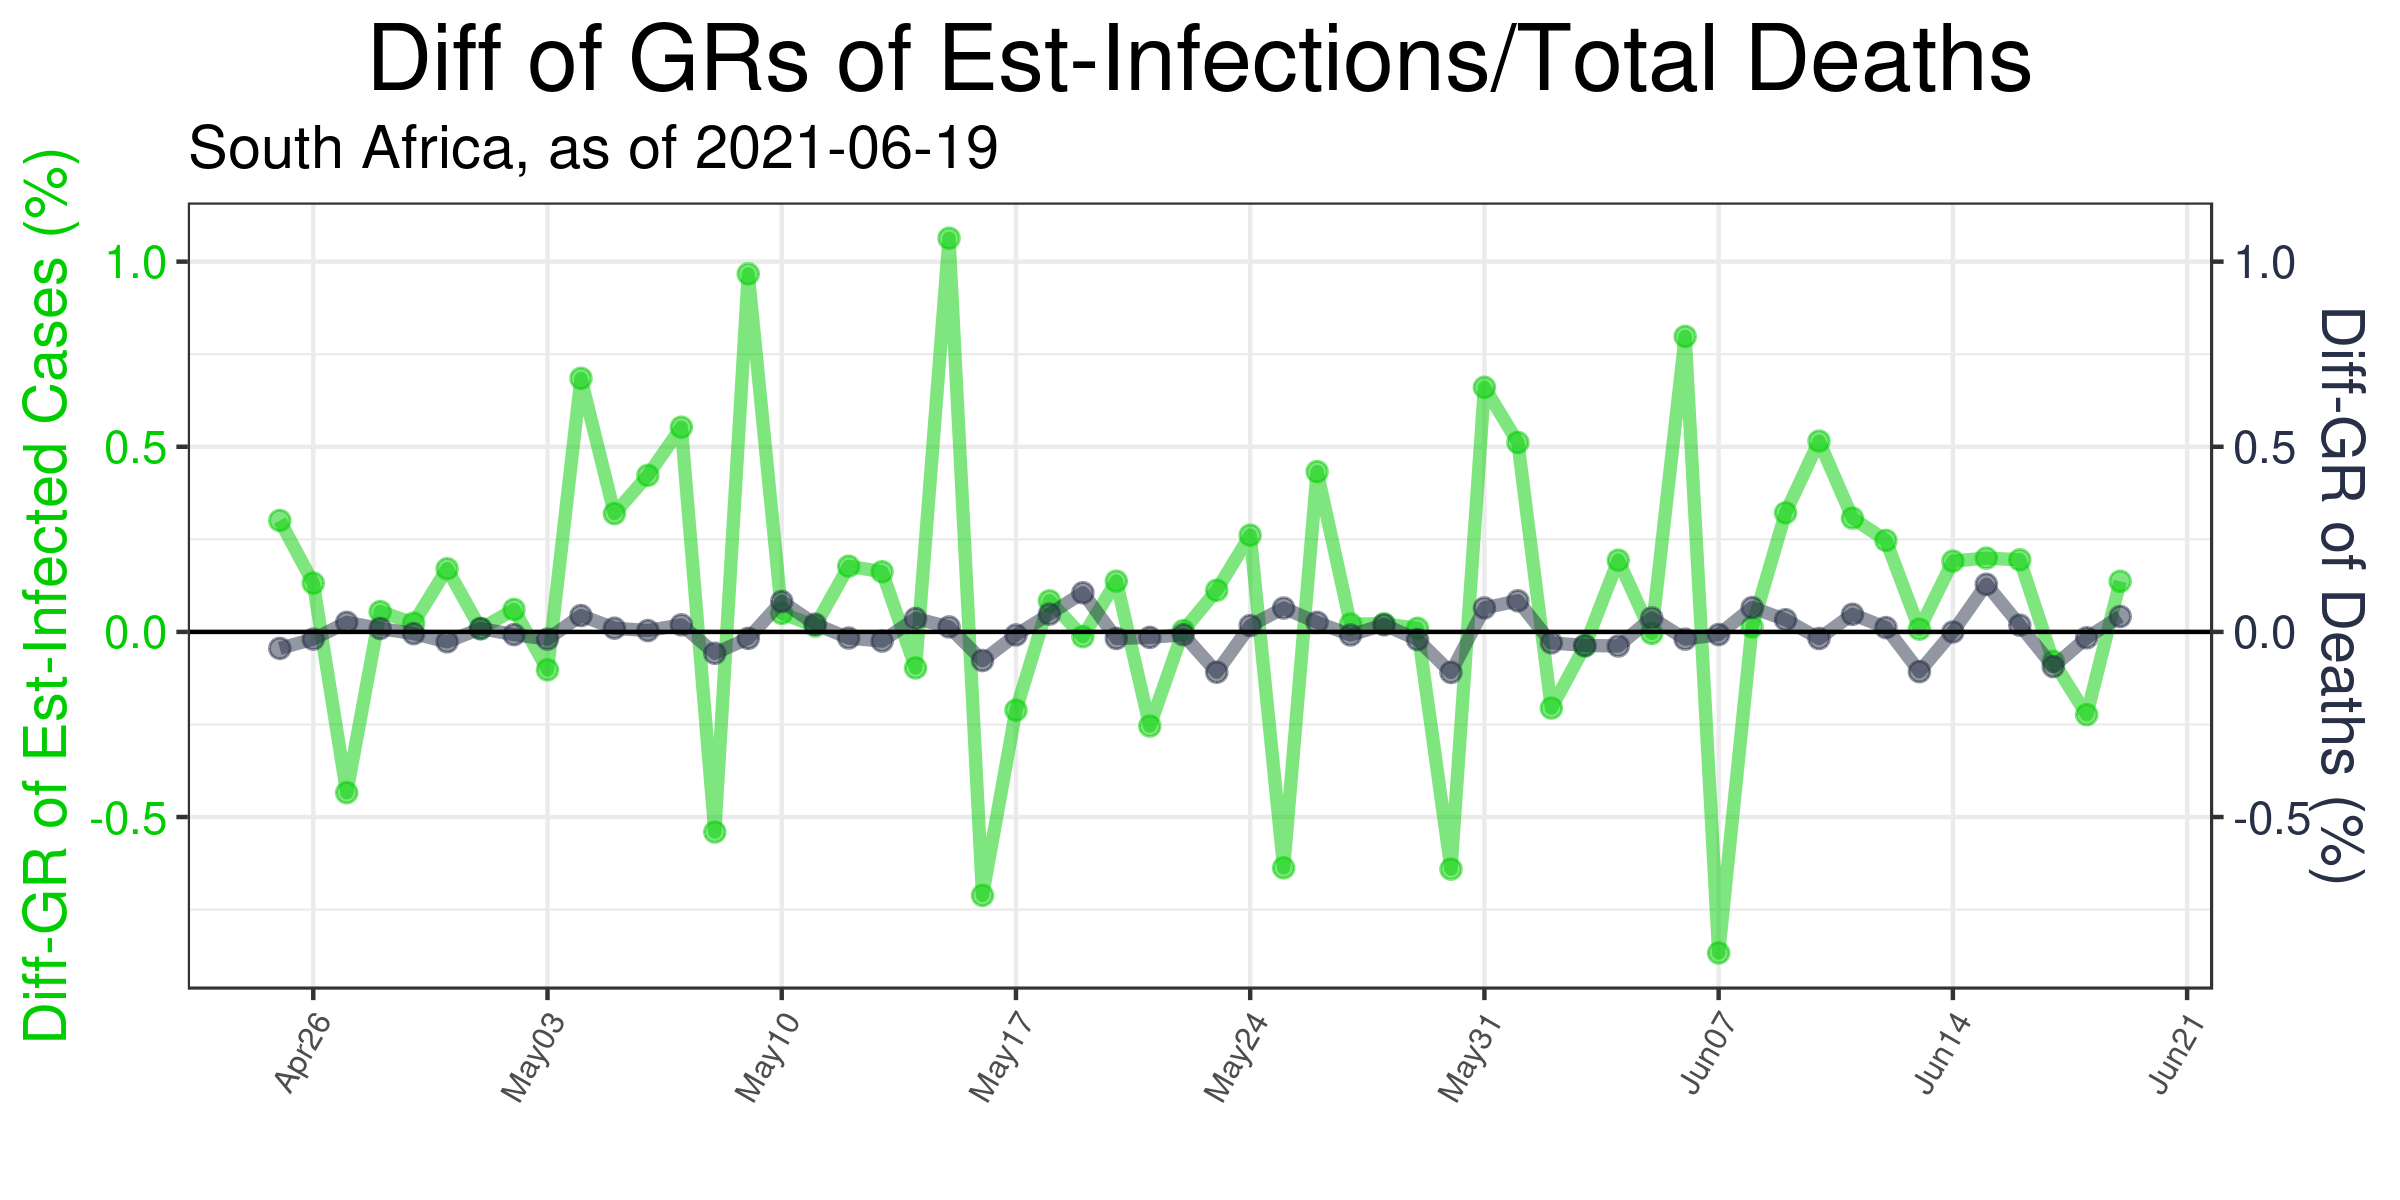 Diff of GRs of Est-Infections/Total Deaths
South Africa, as of 2021-06-19
Diff-GR of Est-Infected Cases (%)
1.0
0.5
0.0
-0.5
1.0
0.5
0.0
-0.5
Diff-GR of Deaths (%)
Apr26
May03
May10
May17
May24
May31
Jun07
Jun14
Jun21